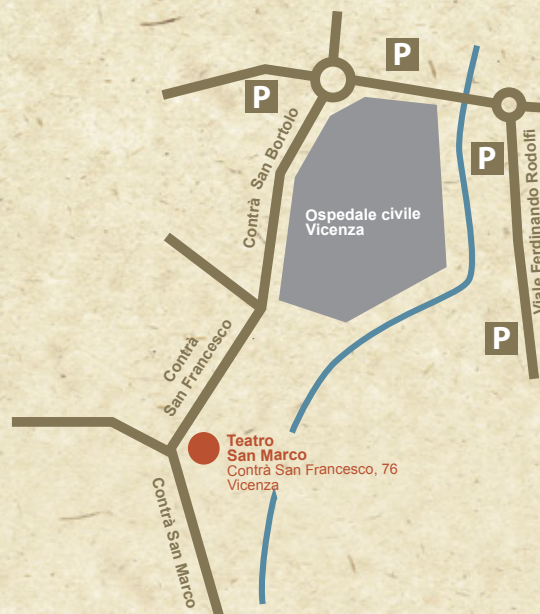 P
P
Contrà San Bortolo
P
Viale Ferdinando Rodolfi
Ospedale civile
Vicenza
P
Contrà
San Francesco
Teatro
San Marco
Contrà San Francesco, 76
Vicenza
Contrà San Marco